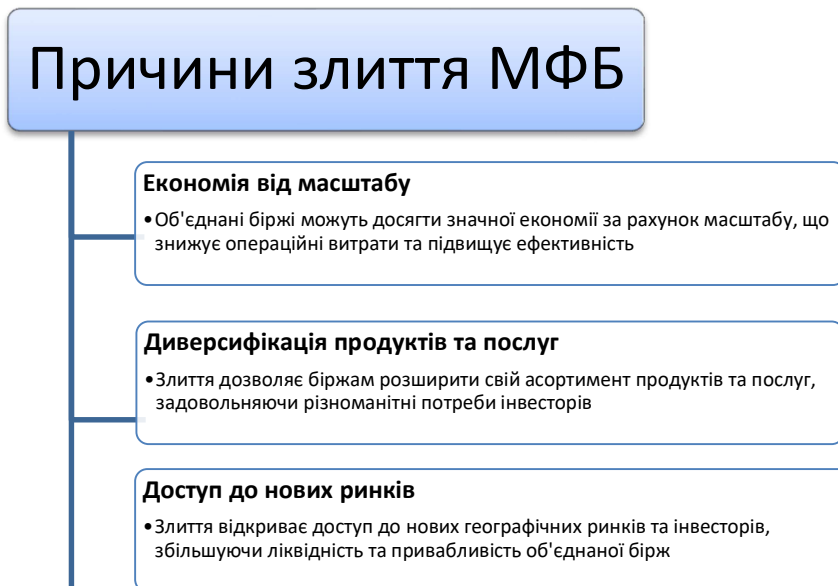 Причини злиття МФБ
Економія від масштабу
•Об'єднані біржі можуть досягти значної економії за рахунок масштабу, що
знижує операційні витрати та підвищує ефективність
Диверсифікація продуктів та послуг
•Злиття дозволяє біржам розширити свій асортимент продуктів та послуг,
задовольняючи різноманітні потреби інвесторів
Доступ до нових ринків
•Злиття відкриває доступ до нових географічних ринків та інвесторів,
збільшуючи ліквідність та привабливість об'єднаної бірж